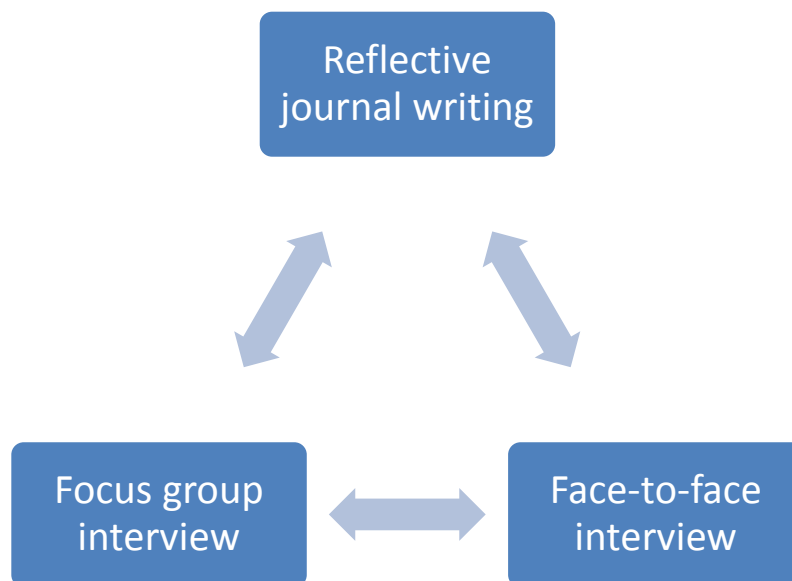 Reflective
journal writing
Focus group
interview
Face-to-face
interview